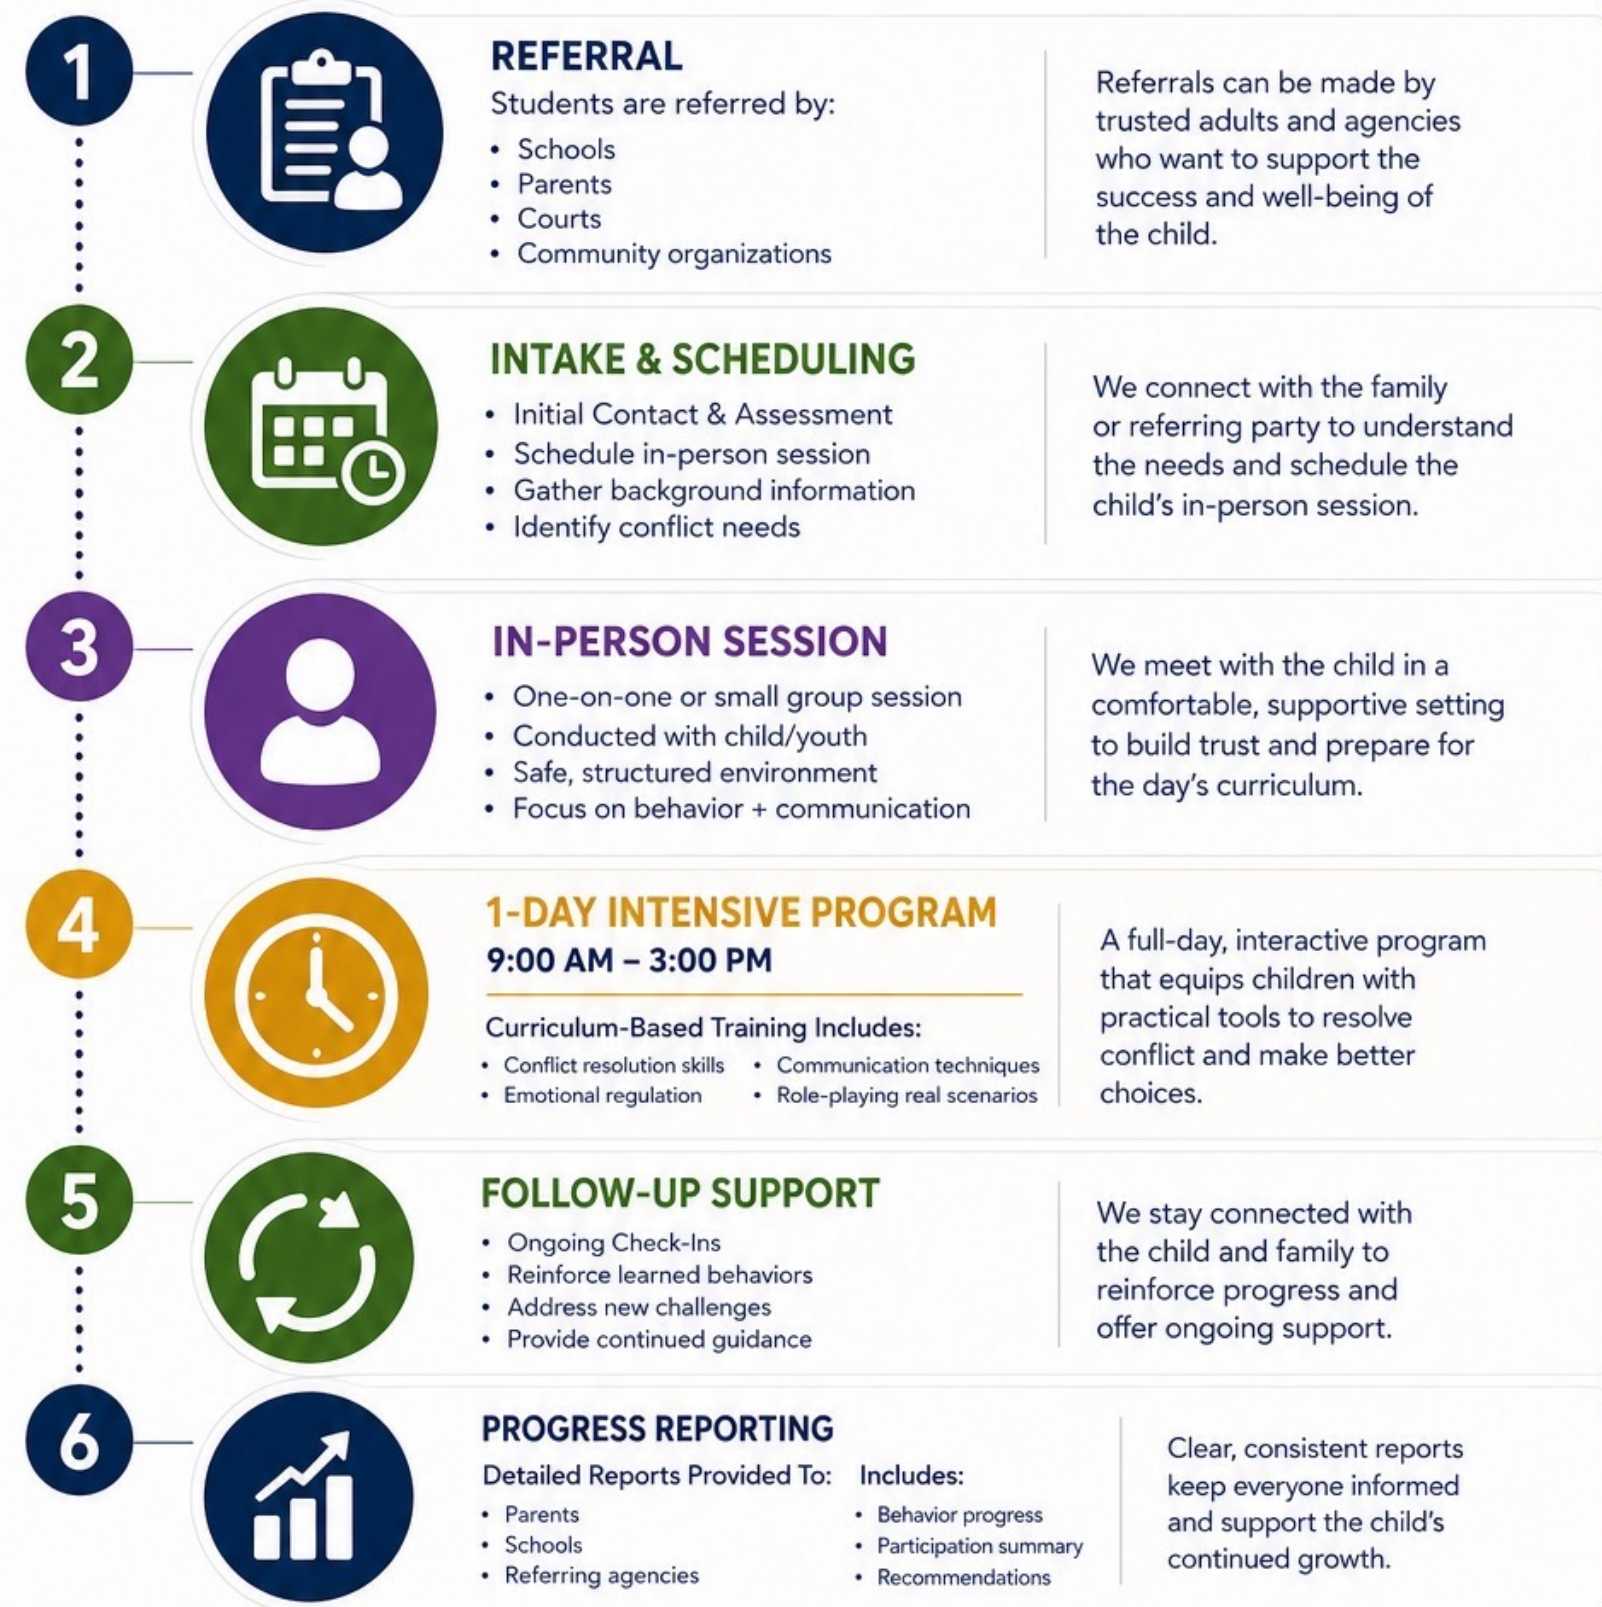 1
REFERRAL
Students are referred by:
• Schools
• Parents
• Courts
• Community organizations
Referrals can be made by
trusted adults and agencies
who want to support the
success and well-being of
the child.
2
INTAKE & SCHEDULING
• Initial Contact & Assessment
• Schedule in-person session
• Gather background information
• Identify conflict needs
We connect with the family
or referring party to understand
the needs and schedule the
child's in-person session.
3
IN-PERSON SESSION
• One-on-one or small group session
• Conducted with child/youth
• Safe, structured environment
• Focus on behavior + communication
We meet with the child in a
comfortable, supportive setting
to build trust and prepare for
the day's curriculum.
4
1-DAY INTENSIVE PROGRAM
9:00 AM – 3:00 PM
Curriculum-Based Training Includes:
• Conflict resolution skills
• Emotional regulation
• Communication techniques
• Role-playing real scenarios
A full-day, interactive program
that equips children with
practical tools to resolve
conflict and make better
choices.
5
FOLLOW-UP SUPPORT
• Ongoing Check-Ins
• Reinforce learned behaviors
• Address new challenges
• Provide continued guidance
We stay connected with
the child and family to
reinforce progress and
offer ongoing support.
6
PROGRESS REPORTING
Detailed Reports Provided To:
• Parents
• Schools
• Referring agencies
Includes:
• Behavior progress
• Participation summary
• Recommendations
Clear, consistent reports
keep everyone informed
and support the child's
continued growth.